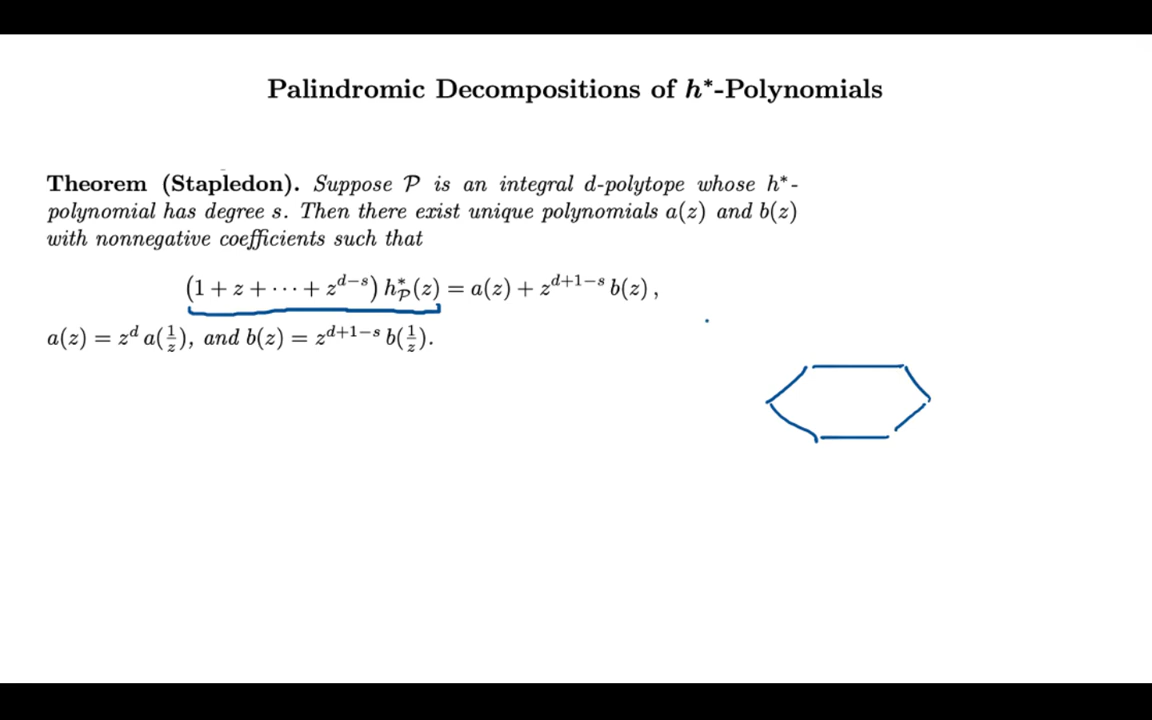 Palindromic Decompositions of h*-Polynomials
Theorem (Stapledon). Suppose P is an integral d-polytope whose h*-
polynomial has degree s. Then there exist unique polynomials a(z) and b(z)
with nonnegative coefficients such that
(1 + z + ⋯ + z^{d−s}) h*_P(z) = a(z) + z^{d+1−s} b(z) ,
a(z) = z^d a(1/z), and b(z) = z^{d+1−s} b(1/z).